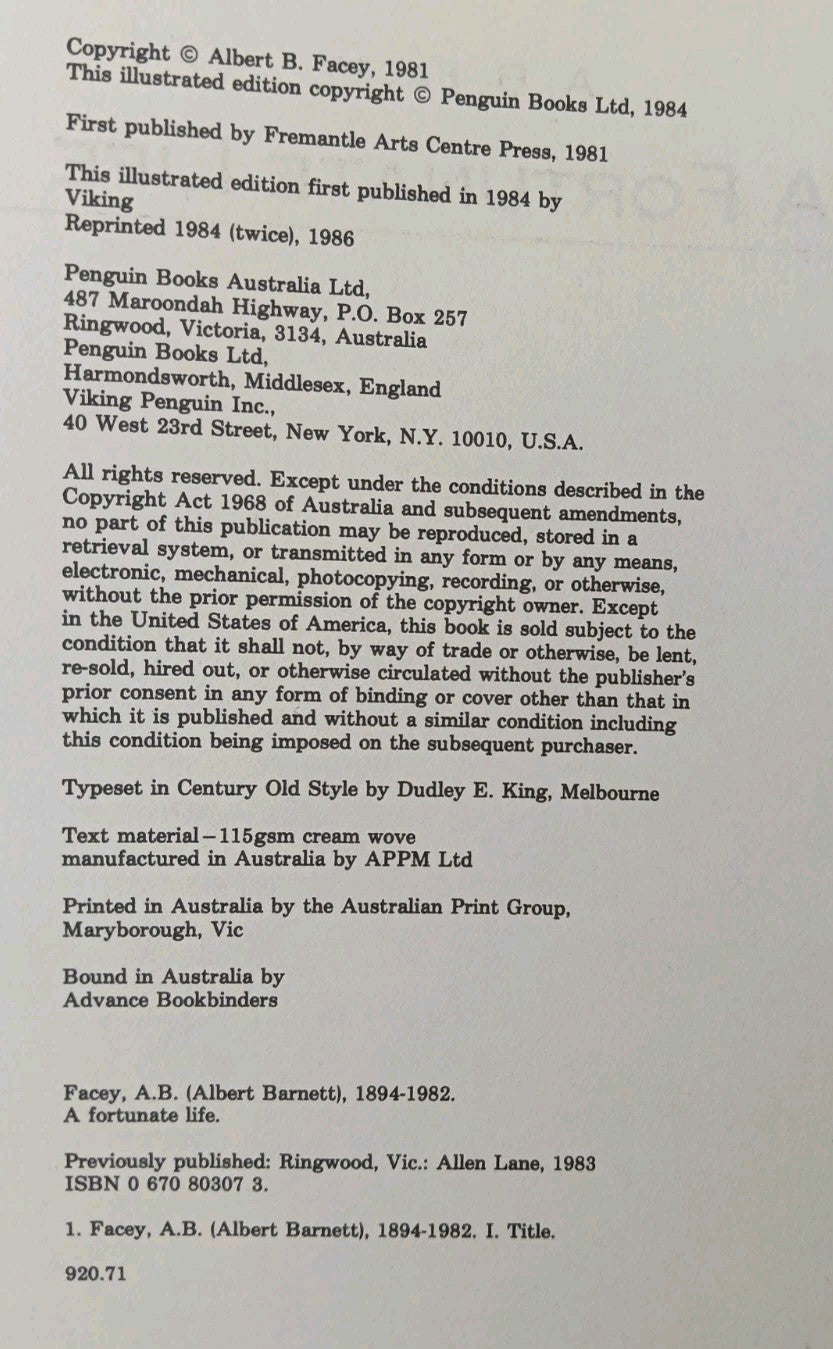 Copyright © Albert B. Facey, 1981
This illustrated edition copyright © Penguin Books Ltd, 1984
First published by Fremantle Arts Centre Press, 1981
This illustrated edition first published in 1984 by
Viking
Reprinted 1984 (twice), 1986
Penguin Books Australia Ltd,
487 Maroondah Highway, P.O. Box 257
Ringwood, Victoria, 3134, Australia
Penguin Books Ltd,
Harmondsworth, Middlesex, England
Viking Penguin Inc.,
40 West 23rd Street, New York, N.Y. 10010, U.S.A.
All rights reserved. Except under the conditions described in the
Copyright Act 1968 of Australia and subsequent amendments,
no part of this publication may be reproduced, stored in a
retrieval system, or transmitted in any form or by any means,
electronic, mechanical, photocopying, recording, or otherwise,
without the prior permission of the copyright owner. Except
in the United States of America, this book is sold subject to the
condition that it shall not, by way of trade or otherwise, be lent,
re-sold, hired out, or otherwise circulated without the publisher's
prior consent in any form of binding or cover other than that in
which it is published and without a similar condition including
this condition being imposed on the subsequent purchaser.
Typeset in Century Old Style by Dudley E. King, Melbourne
Text material–115gsm cream wove
manufactured in Australia by APPM Ltd
Printed in Australia by the Australian Print Group,
Maryborough, Vic
Bound in Australia by
Advance Bookbinders
Facey, A.B. (Albert Barnett), 1894-1982.
A fortunate life.
Previously published: Ringwood, Vic.: Allen Lane, 1983
ISBN 0 670 80307 3.
1. Facey, A.B. (Albert Barnett), 1894-1982. I. Title.
920.71